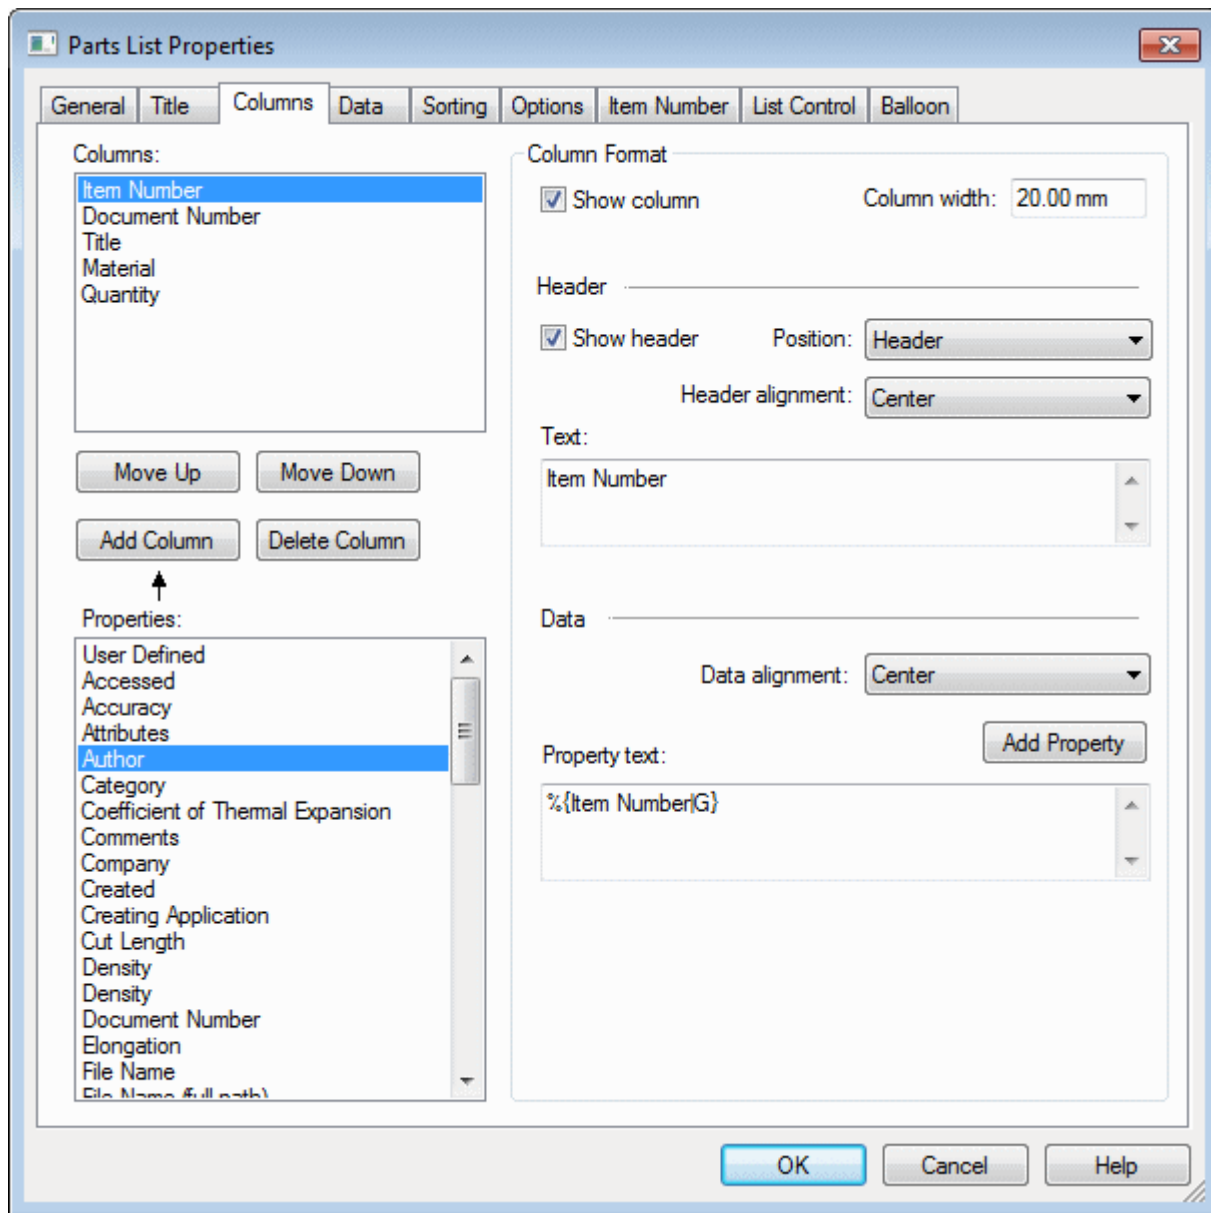 Parts List Properties
General Title Columns Data Sorting Options Item Number List Control Balloon
Columns:
Item Number
Document Number
Title
Material
Quantity
Move Up Move Down
Add Column Delete Column
Properties:
User Defined
Accessed
Accuracy
Attributes
Author
Category
Coefficient of Thermal Expansion
Comments
Company
Created
Creating Application
Cut Length
Density
Density
Document Number
Elongation
File Name
File Name (full path)
Column Format
Show column Column width: 20.00 mm
Header
Show header Position: Header
Header alignment: Center
Text:
Item Number
Data
Data alignment: Center
Add Property
Property text:
%{Item Number|G}
OK Cancel Help